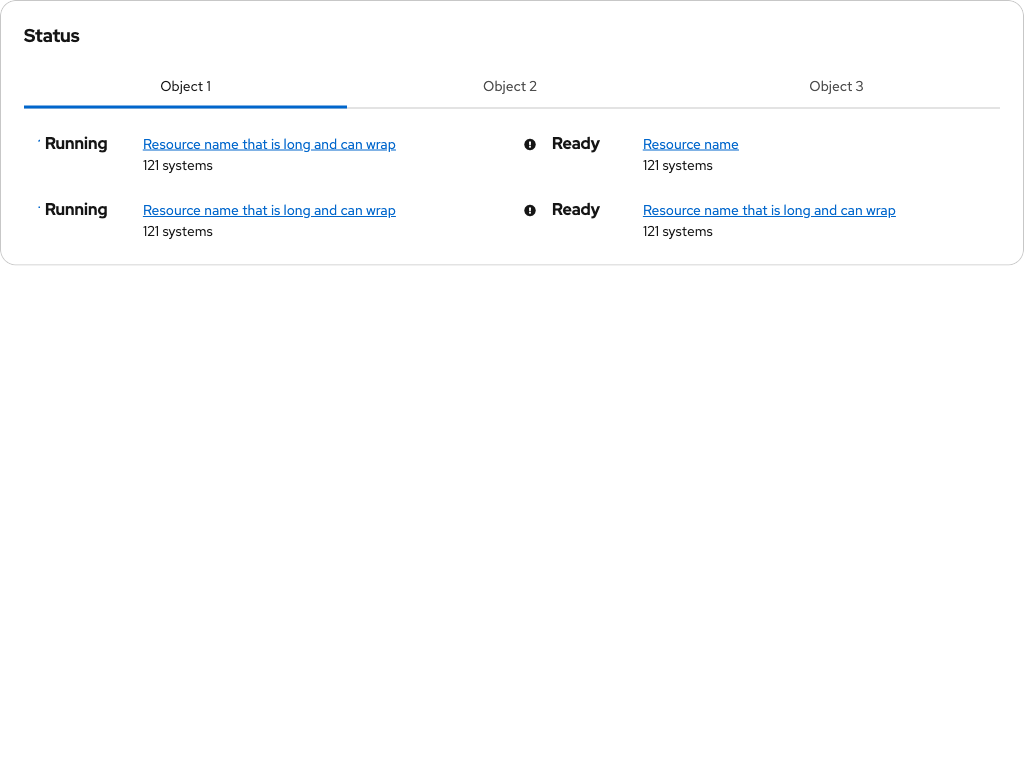 Status
Object 1 Object 2 Object 3
Running Resource name that is long and can wrap Ready Resource name
121 systems 121 systems
Running Resource name that is long and can wrap Ready Resource name that is long and can wrap
121 systems 121 systems